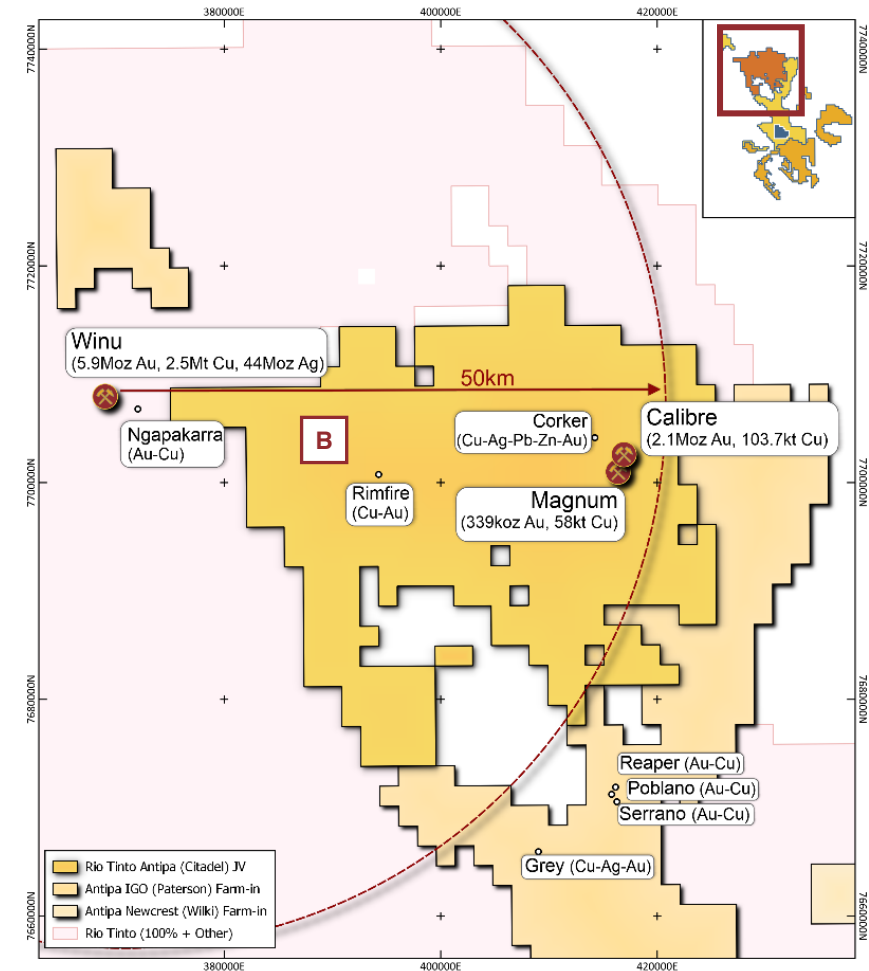 380000E
400000E
420000E
7740000N
7740000N
7720000N
7720000N
Winu
(5.9Moz Au, 2.5Mt Cu, 44Moz Ag)
50km
Ngapakarra
(Au-Cu)
B
Corker
(Cu-Ag-Pb-Zn-Au)
Calibre
(2.1Moz Au, 103.7kt Cu)
7700000N
7700000N
Rimfire
(Cu-Au)
Magnum
(339koz Au, 58kt Cu)
7680000N
7680000N
Reaper (Au-Cu)
Poblano (Au-Cu)
Serrano (Au-Cu)
Grey (Cu-Ag-Au)
Rio Tinto Antipa (Citadel) JV
Antipa IGO (Paterson) Farm-in
Antipa Newcrest (Wilki) Farm-in
Rio Tinto (100% + Other)
7660000N
7660000N
380000E
400000E
420000E